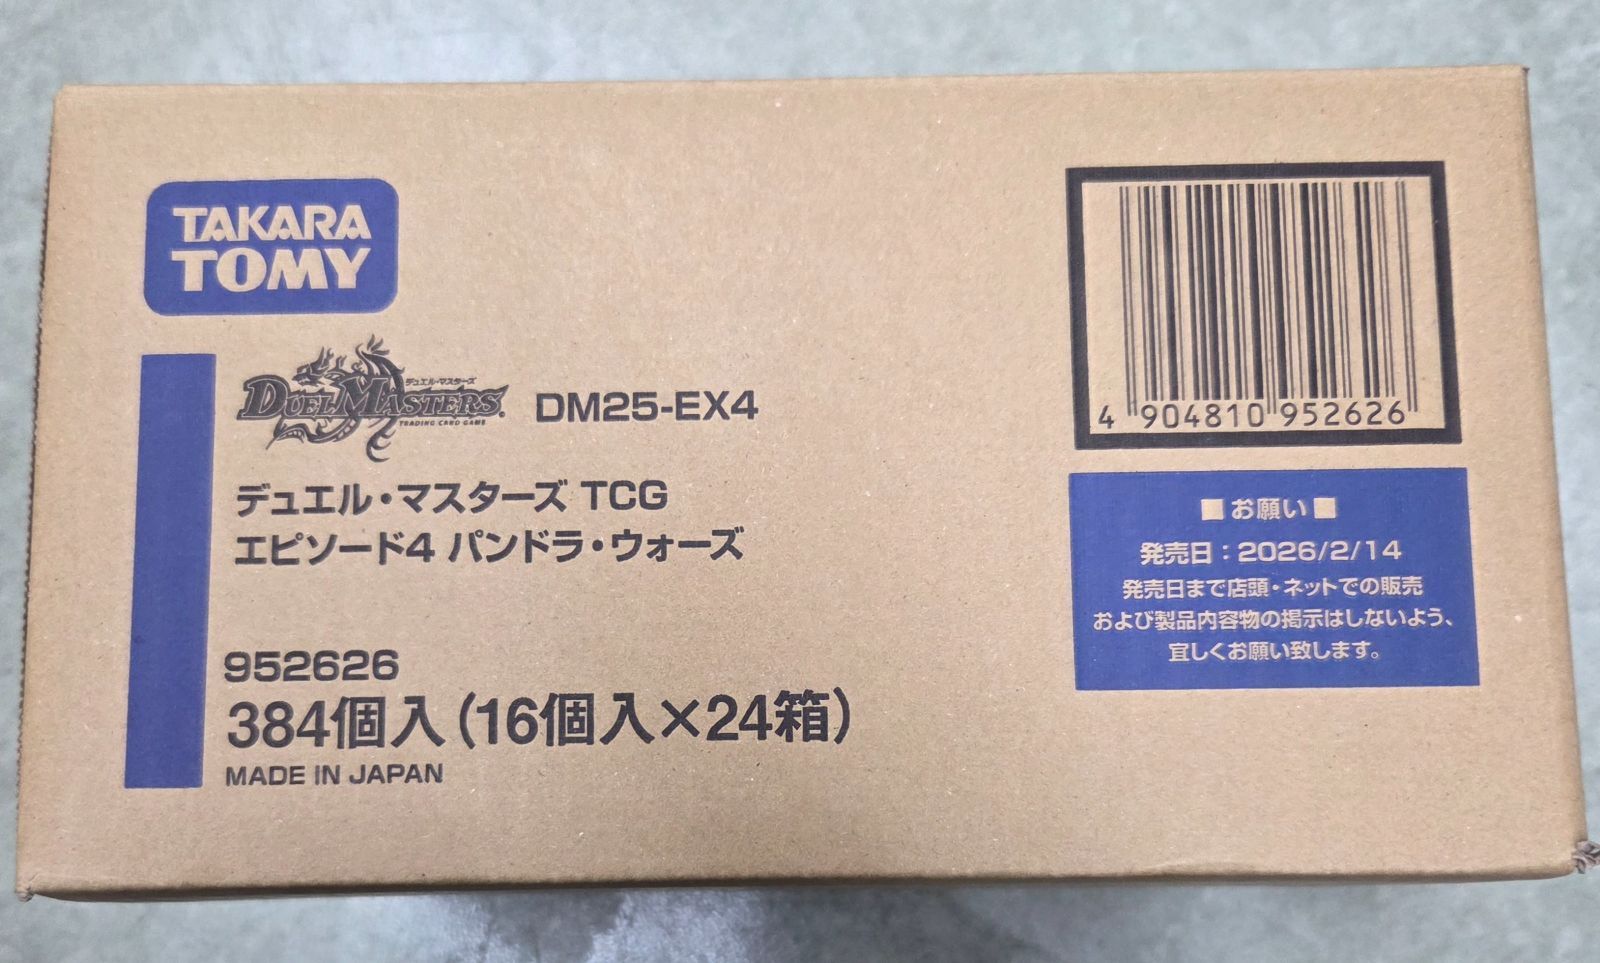 TAKARA
TOMY
デュエル・マスターズ
DUEL MASTERS
TRADING CARD GAME
DM25-EX4
デュエル・マスターズ TCG
エピソード4 パンドラ・ウォーズ
952626
384個入(16個入×24箱)
MADE IN JAPAN
4 904810 952626
■お願い■
発売日：2026/2/14
発売日まで店頭・ネットでの販売
および製品内容物の掲示はしないよう、
宜しくお願い致します。